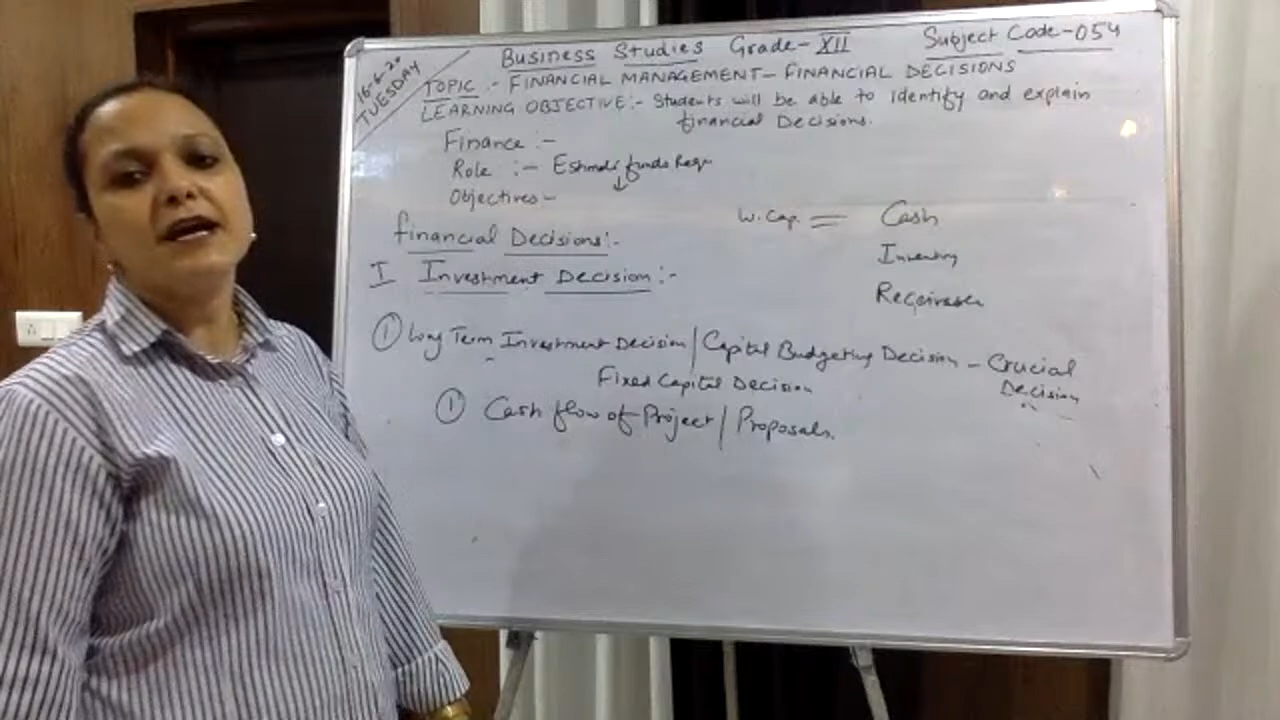 16-6-20
TUESDAY
Business Studies Grade-XII Subject Code-054
TOPIC :- FINANCIAL MANAGEMENT- FINANCIAL DECISIONS
LEARNING OBJECTIVE:- Students will be able to identify and explain
financial Decisions.
Finance :-
Role :- funds Requ
Objectives-
W. Cap. = Cash
Inventory
Receivables
financial Decisions:-
I Investment Decision:-
① Long Term Investment Decision/Capital Budgeting Decision - Crucial
Decision
Fixed Capital Decision
① Cash flow of Project/Proposals.